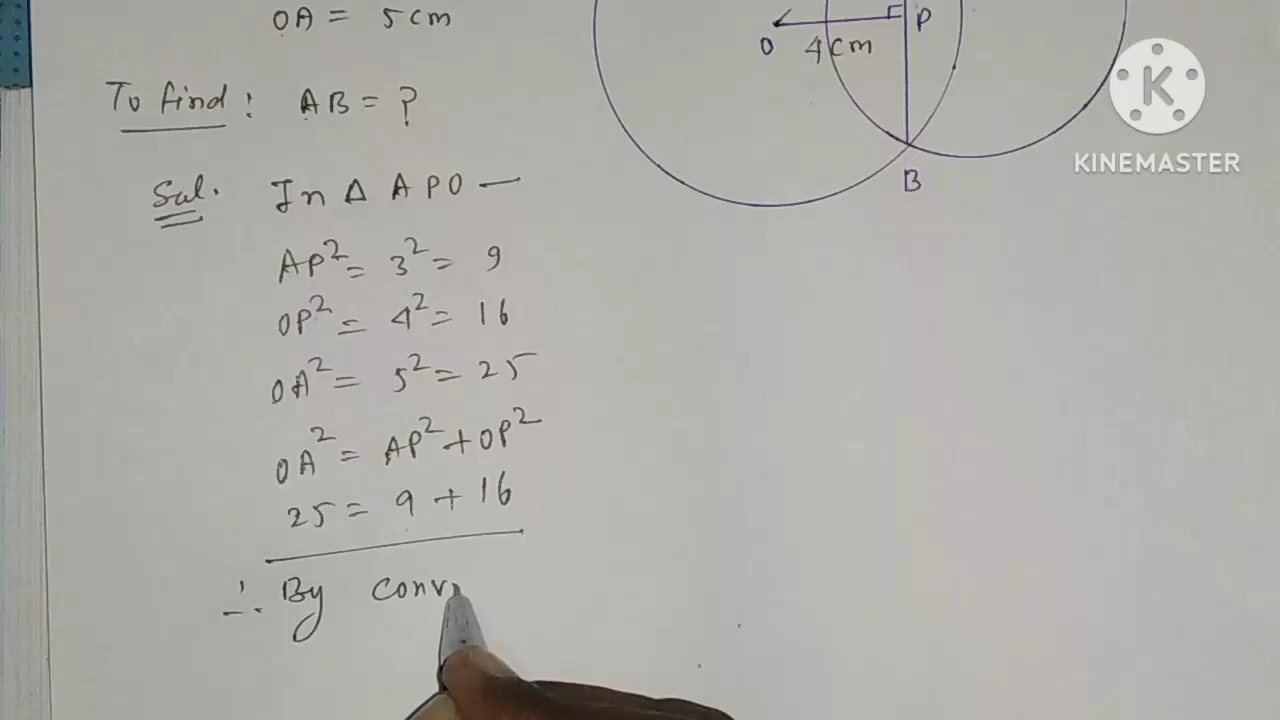 OA = 5cm
To find: AB = ?
Sol. In Δ APO —
AP² = 3² = 9
OP² = 4² = 16
OA² = 5² = 25
OA² = AP² + OP²
25 = 9 + 16
∴ By conv
O 4cm
P
B
K
KINEMASTER